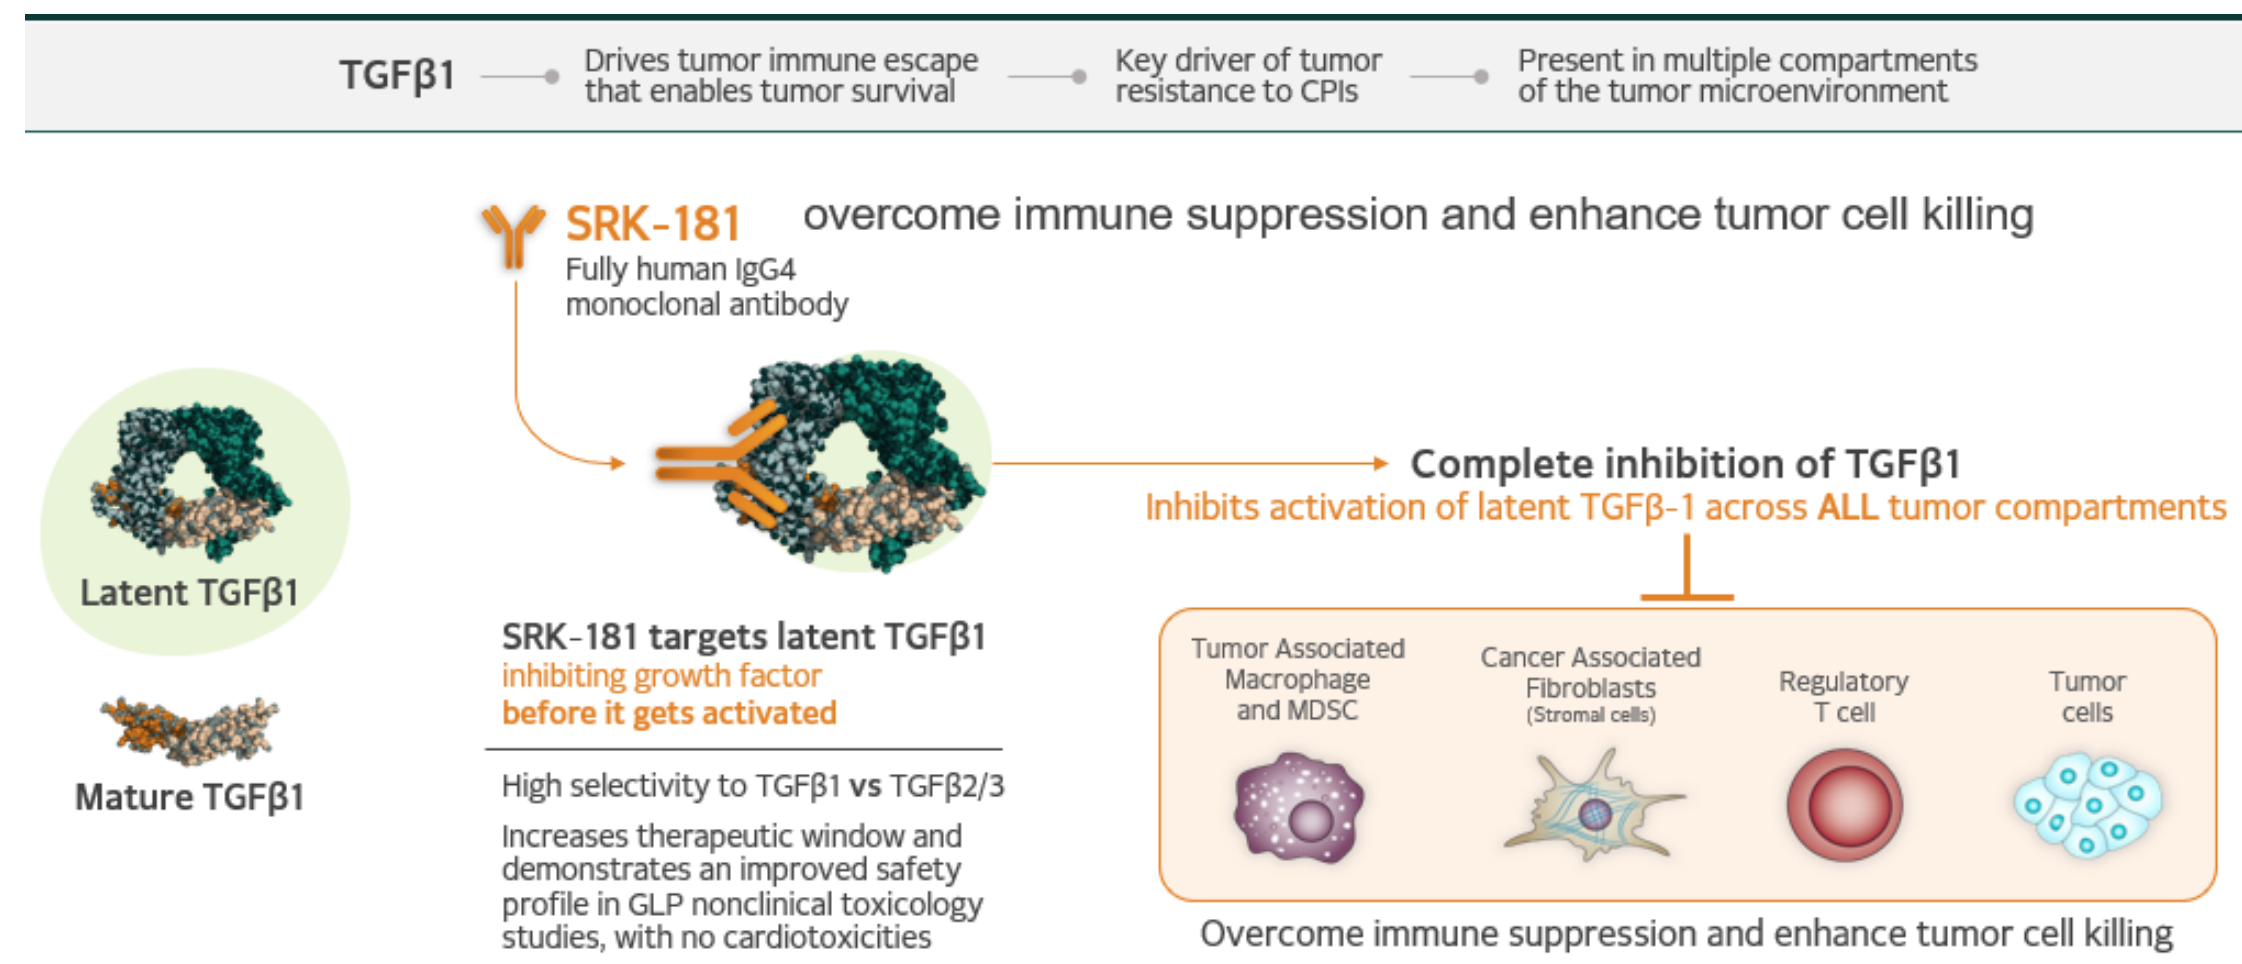 TGFβ1
Drives tumor immune escape
that enables tumor survival
Key driver of tumor
resistance to CPIs
Present in multiple compartments
of the tumor microenvironment
SRK-181
overcome immune suppression and enhance tumor cell killing
Fully human IgG4
monoclonal antibody
Latent TGFβ1
Mature TGFβ1
SRK-181 targets latent TGFβ1
inhibiting growth factor
before it gets activated
High selectivity to TGFβ1 vs TGFβ2/3
Increases therapeutic window and
demonstrates an improved safety
profile in GLP nonclinical toxicology
studies, with no cardiotoxicities
Complete inhibition of TGFβ1
Inhibits activation of latent TGFβ-1 across ALL tumor compartments
Tumor Associated
Macrophage
and MDSC
Cancer Associated
Fibroblasts
(Stromal cells)
Regulatory
T cell
Tumor
cells
Overcome immune suppression and enhance tumor cell killing